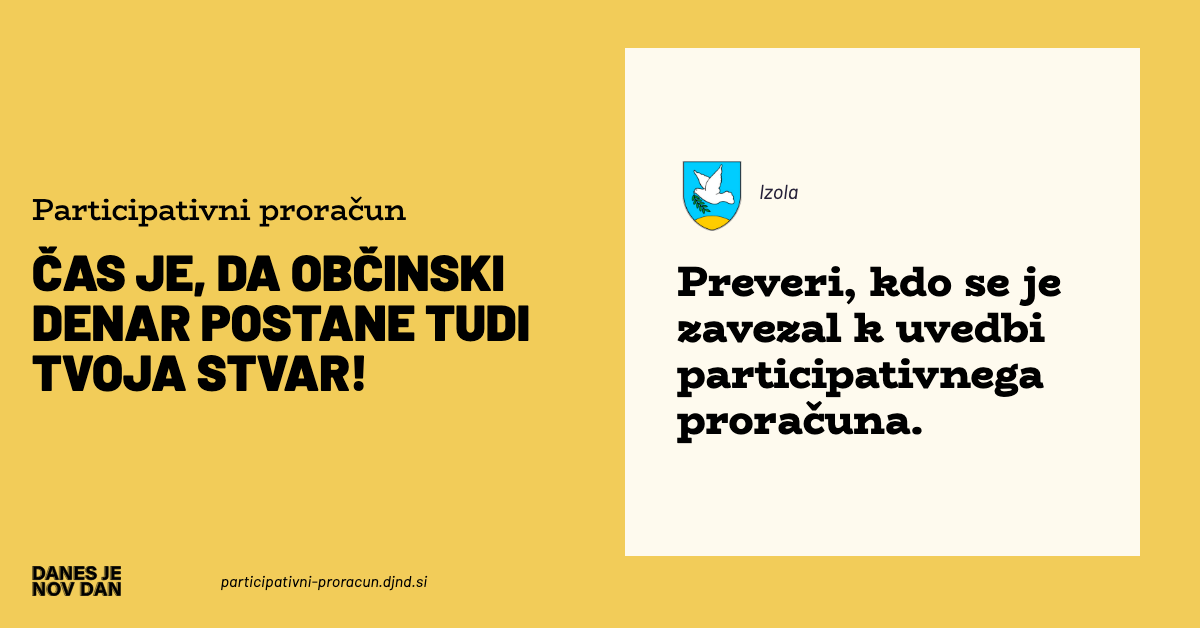 Participativni proračun
ČAS JE, DA OBČINSKI
DENAR POSTANE TUDI
TVOJA STVAR!
DANES JE
NOV DAN
participativni-proracun.djnd.si
Izola
Preveri, kdo se je
zavezal k uvedbi
participativnega
proračuna.